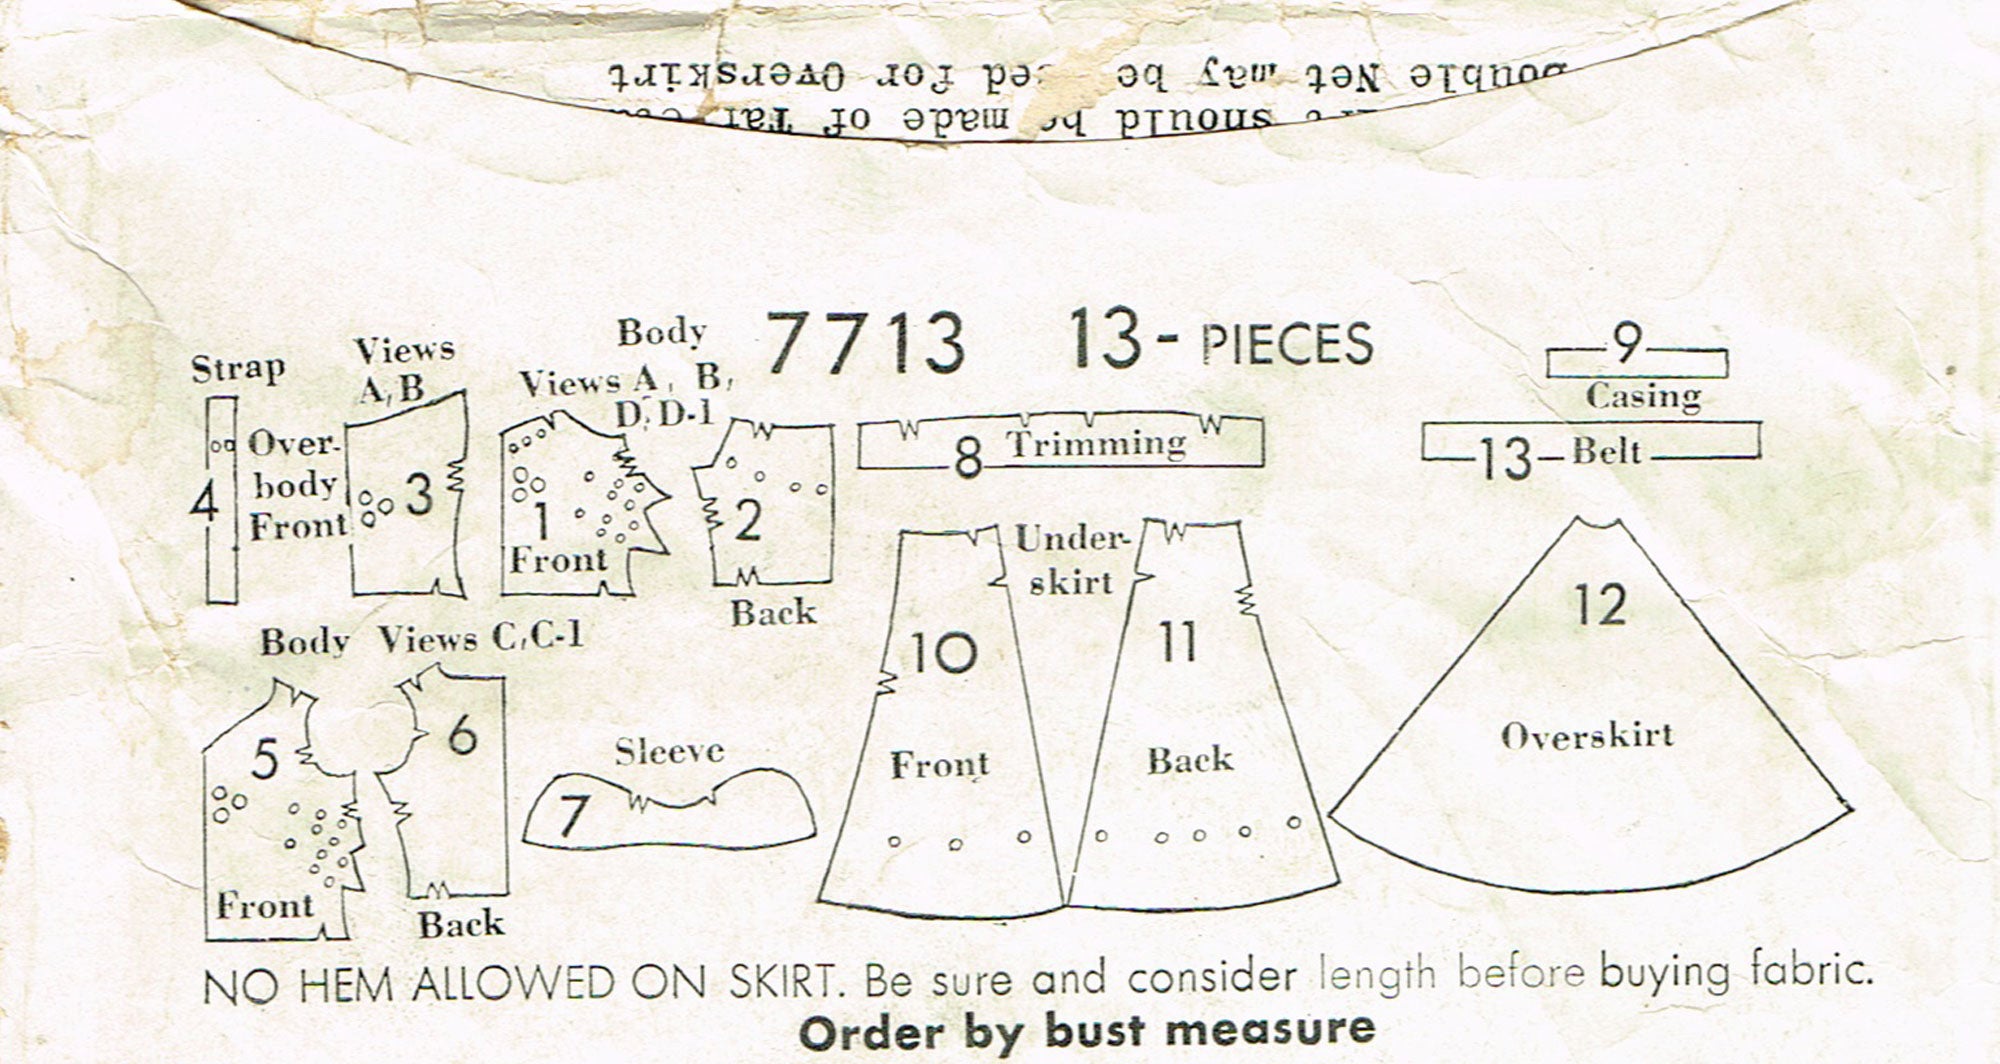 should be made of
Double Net may be used for Overskirt
7713 13- PIECES
Strap
4
Views
A, B
Over-
body
Front
3
Body
Views A, B,
D, D-1
1
Front
2
Back
8 Trimming
9
Casing
13- Belt
Under-
skirt
10
Front
11
Back
12
Overskirt
Body Views C, C-1
5
Front
6
Back
Sleeve
7
NO HEM ALLOWED ON SKIRT. Be sure and consider length before buying fabric.
Order by bust measure